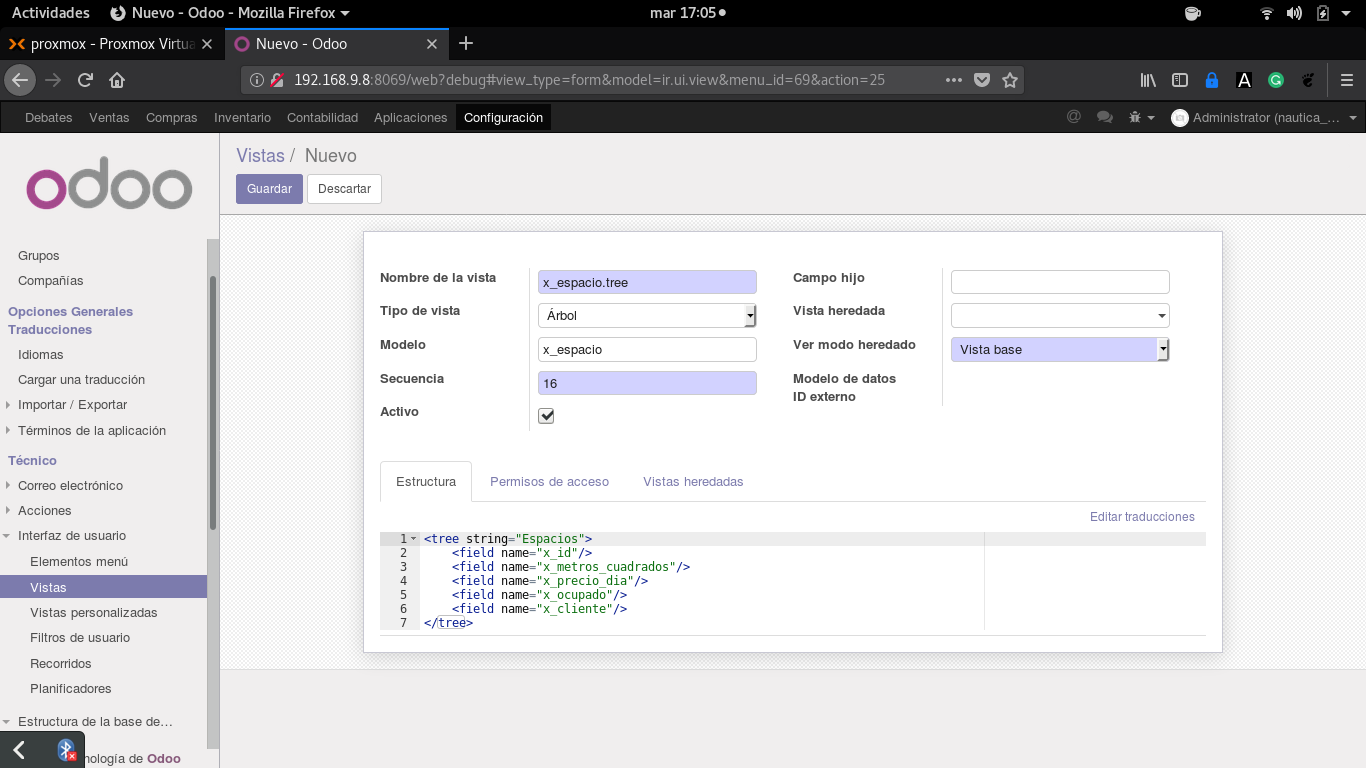 Actividades
Nuevo - Odoo - Mozilla Firefox
mar 17:05
proxmox - Proxmox Virtua
Nuevo - Odoo
192.168.9.8:8069/web?debug#view_type=form&model=ir.ui.view&menu_id=69&action=25
Debates Ventas Compras Inventario Contabilidad Aplicaciones Configuración
Administrator (nautica_...
odoo
Grupos
Compañías
Opciones Generales
Traducciones
Idiomas
Cargar una traducción
Importar / Exportar
Términos de la aplicación
Técnico
Correo electrónico
Acciones
Interfaz de usuario
Elementos menú
Vistas
Vistas personalizadas
Filtros de usuario
Recorridos
Planificadores
Estructura de la base de...
nología de Odoo
Vistas / Nuevo
Guardar Descartar
Nombre de la vista x_espacio.tree
Tipo de vista Árbol
Modelo x_espacio
Secuencia 16
Activo
Campo hijo
Vista heredada
Ver modo heredado Vista base
Modelo de datos
ID externo
Estructura Permisos de acceso Vistas heredadas
Editar traducciones
1 <tree string="Espacios">
2 <field name="x_id"/>
3 <field name="x_metros_cuadrados"/>
4 <field name="x_precio_dia"/>
5 <field name="x_ocupado"/>
6 <field name="x_cliente"/>
7 </tree>